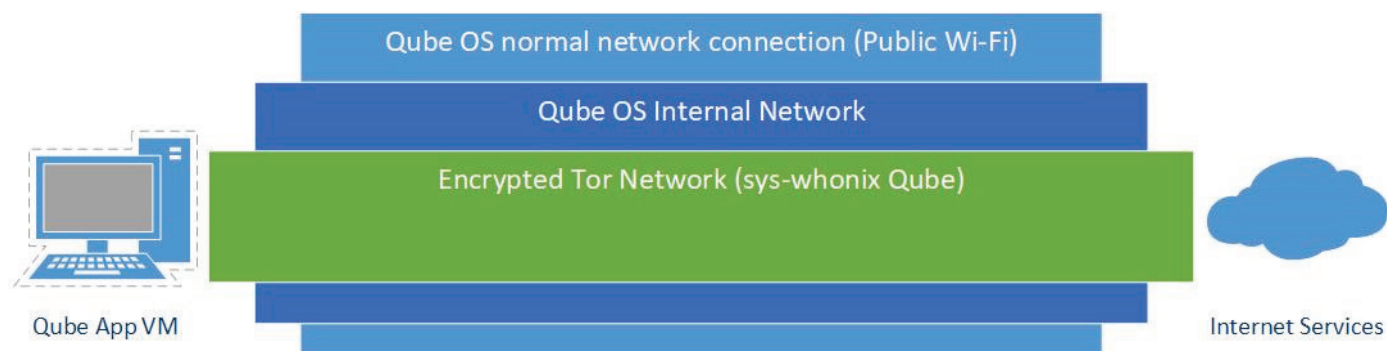 Qube OS normal network connection (Public Wi-Fi)
Qube OS Internal Network
Encrypted Tor Network (sys-whonix Qube)
Qube App VM
Internet Services